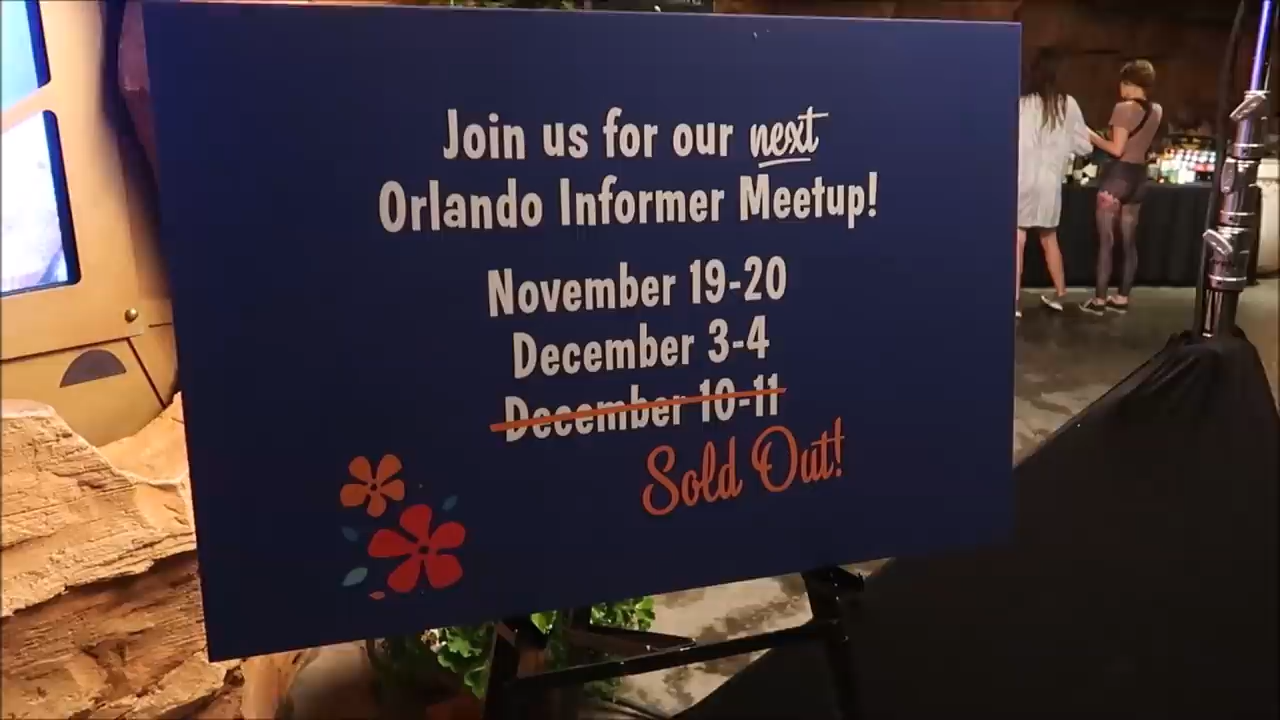 Join us for our next
Orlando Informer Meetup!
November 19-20
December 3-4
December 10-11
Sold Out!